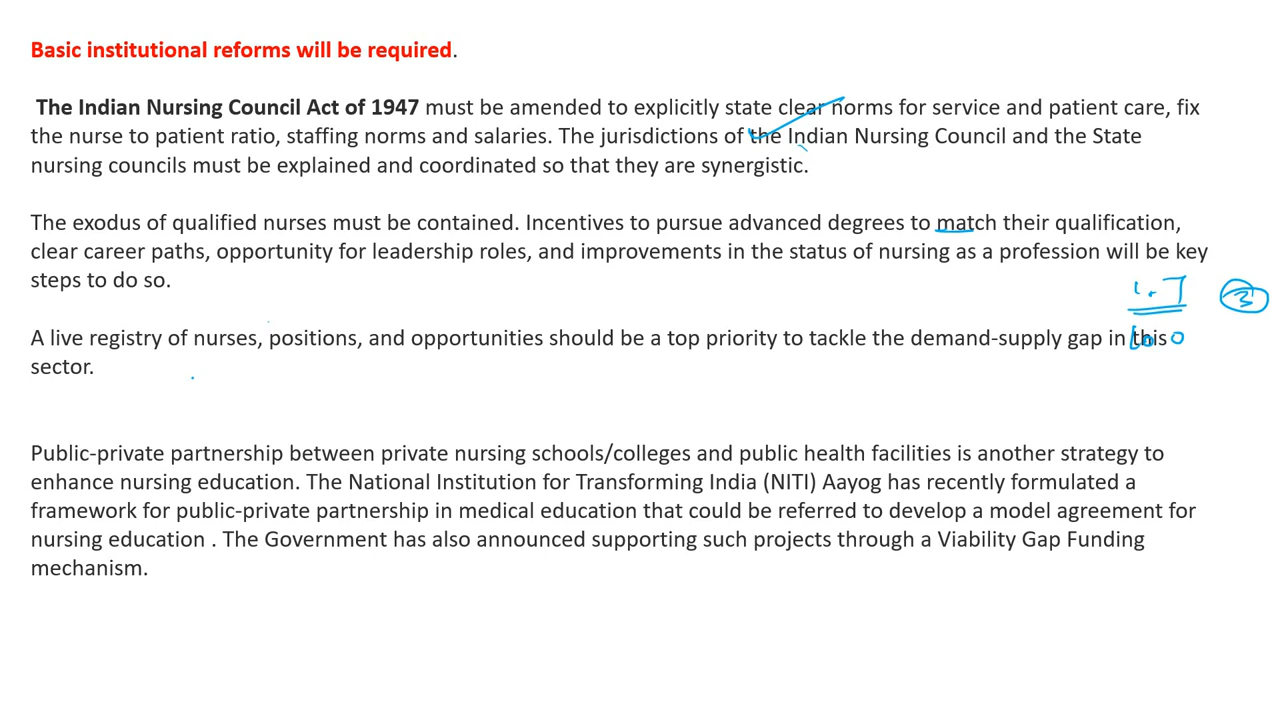 Basic institutional reforms will be required.
The Indian Nursing Council Act of 1947 must be amended to explicitly state clear norms for service and patient care, fix
the nurse to patient ratio, staffing norms and salaries. The jurisdictions of the Indian Nursing Council and the State
nursing councils must be explained and coordinated so that they are synergistic.
The exodus of qualified nurses must be contained. Incentives to pursue advanced degrees to match their qualification,
clear career paths, opportunity for leadership roles, and improvements in the status of nursing as a profession will be key
steps to do so.
1.7 3
A live registry of nurses, positions, and opportunities should be a top priority to tackle the demand-supply gap in this
sector.
Public-private partnership between private nursing schools/colleges and public health facilities is another strategy to
enhance nursing education. The National Institution for Transforming India (NITI) Aayog has recently formulated a
framework for public-private partnership in medical education that could be referred to develop a model agreement for
nursing education . The Government has also announced supporting such projects through a Viability Gap Funding
mechanism.